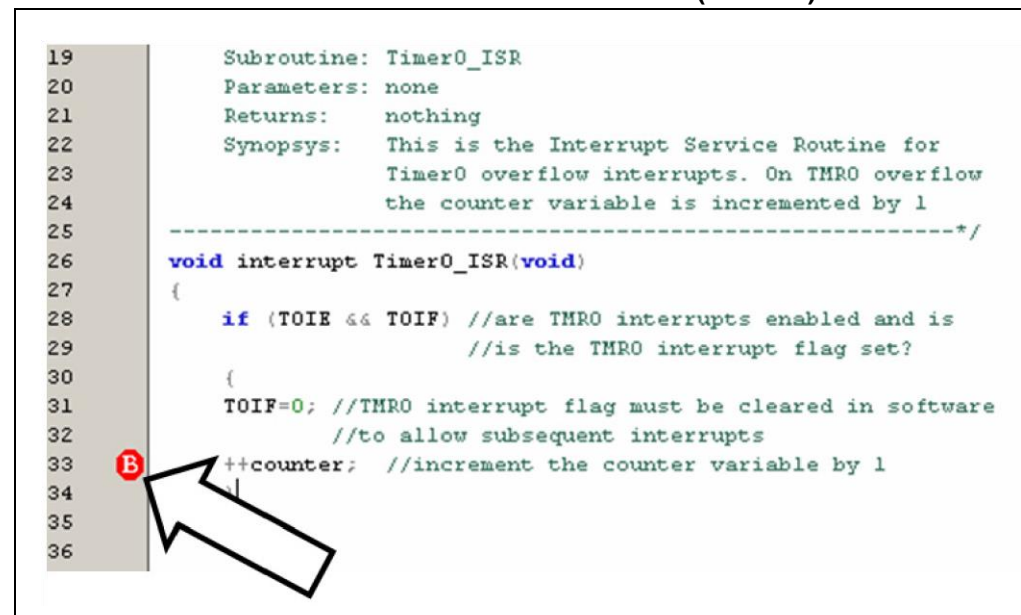 19 Subroutine: Timer0_ISR
20 Parameters: none
21 Returns: nothing
22 Synopsys: This is the Interrupt Service Routine for
23 Timer0 overflow interrupts. On TMR0 overflow
24 the counter variable is incremented by 1
25 ----------------------------------------------------------*/
26 void interrupt Timer0_ISR(void)
27 {
28 if (T0IE && T0IF) //are TMR0 interrupts enabled and is
29 //is the TMR0 interrupt flag set?
30 {
31 T0IF=0; //TMR0 interrupt flag must be cleared in software
32 //to allow subsequent interrupts
33 B ++counter; //increment the counter variable by 1
34 }
35
36